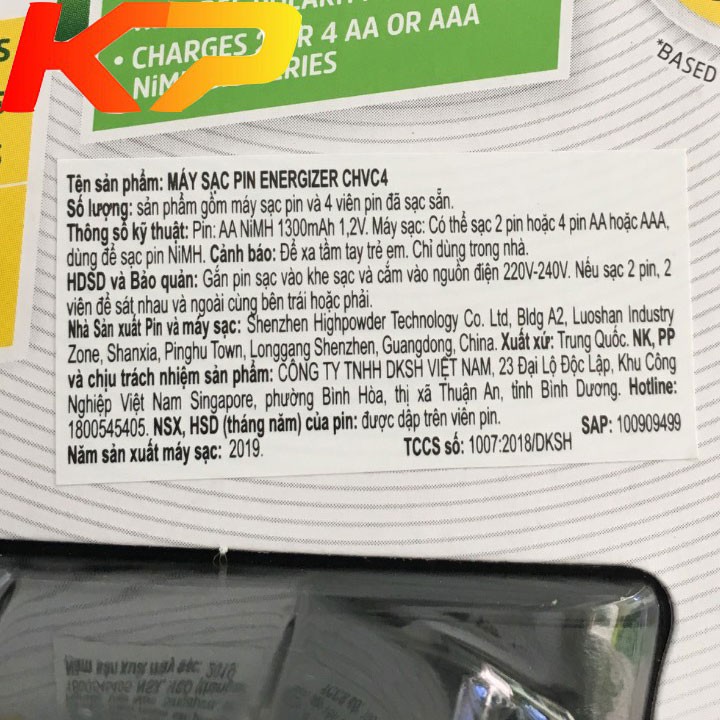 KP
• CHARGES 2 OR 4 AA OR AAA
*BASED
Tên sản phẩm: MÁY SẠC PIN ENERGIZER CHVC4
Số lượng: sản phẩm gồm máy sạc pin và 4 viên pin đã sạc sẵn.
Thông số kỹ thuật: Pin: AA NiMH 1300mAh 1,2V. Máy sạc: Có thể sạc 2 pin hoặc 4 pin AA hoặc AAA,
dùng để sạc pin NiMH. Cảnh báo: Để xa tầm tay trẻ em. Chỉ dùng trong nhà.
HDSD và Bảo quản: Gắn pin sạc vào khe sạc và cắm vào nguồn điện 220V-240V. Nếu sạc 2 pin, 2
viên để sát nhau và ngoài cùng bên trái hoặc phải.
Nhà Sản xuất Pin và máy sạc: Shenzhen Highpowder Technology Co. Ltd, Bldg A2, Luoshan Industry
Zone, Shanxia, Pinghu Town, Longgang Shenzhen, Guangdong, China. Xuất xứ: Trung Quốc. NK, PP
và chịu trách nhiệm sản phẩm: CÔNG TY TNHH DKSH VIỆT NAM, 23 Đại Lộ Độc Lập, Khu Công
Nghiệp Việt Nam Singapore, phường Bình Hòa, thị xã Thuận An, tỉnh Bình Dương. Hotline:
1800545405. NSX, HSD (tháng năm) của pin: được dập trên viên pin.
Năm sản xuất máy sạc: 2019. TCCS số: 1007:2018/DKSH SAP: 100909499